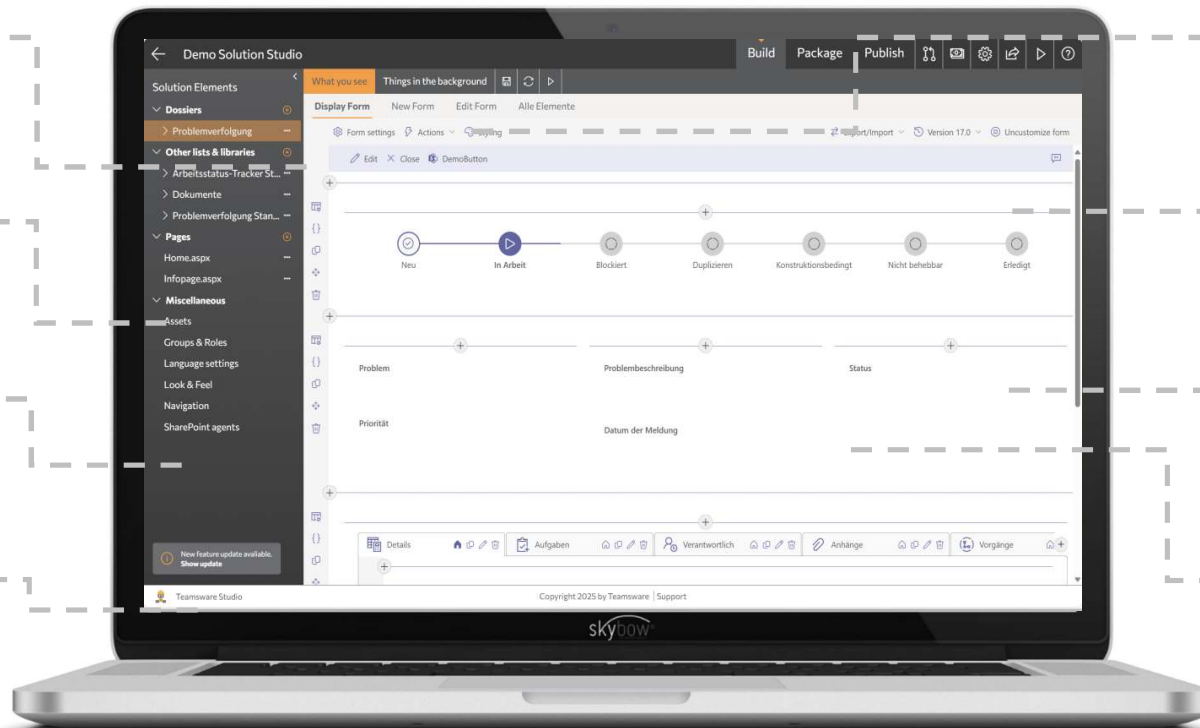 Demo Solution Studio
Build Package Publish
Solution Elements
What you see Things in the background
Dossiers
Display Form New Form Edit Form Alle Elemente
Problemverfolgung
Form settings Actions Styling Export/Import Version 17.0 Uncustomize form
Other lists & libraries
Edit Close DemoButton
Arbeitsstatus-Tracker St...
Dokumente
Problemverfolgung Stan...
Pages
Home.aspx
Infopage.aspx
Miscellaneous
Assets
Groups & Roles
Language settings
Look & Feel
Navigation
SharePoint agents
Neu In Arbeit Blockiert Duplizieren Konstruktionsbedingt Nicht behebbar Erledigt
Problem Problembeschreibung Status
Priorität Datum der Meldung
Details Aufgaben Verantwortlich Anhänge Vorgänge
New feature update available.
Show update
Teamsware Studio Copyright 2025 by Teamsware | Support
skybow